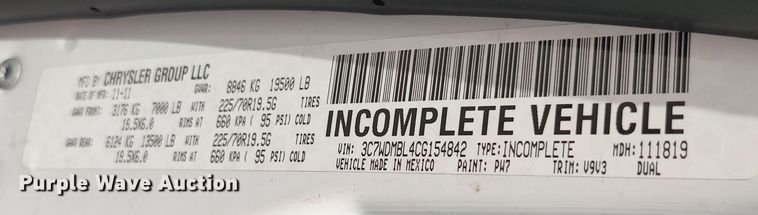 MFD BY CHRYSLER GROUP LLC
DATE OF MFR 11-11 GVWR: 8846 KG 19500 LB
GAWR FRONT: 3176 KG 7000 LB WITH 225/70R19.5G TIRES
19.5X6.0 RIMS AT 660 KPA ( 95 PSI) COLD
GAWR REAR: 6124 KG 13500 LB WITH 225/70R19.5G TIRES
19.5X6.0 RIMS AT 660 KPA ( 95 PSI) COLD
INCOMPLETE VEHICLE
VIN: 3C7WDMBL4CG154842 TYPE: INCOMPLETE MDH: 111819
VEHICLE MADE IN MEXICO PAINT: PW7 TRIM: V9V3 DUAL
Purple Wave Auction